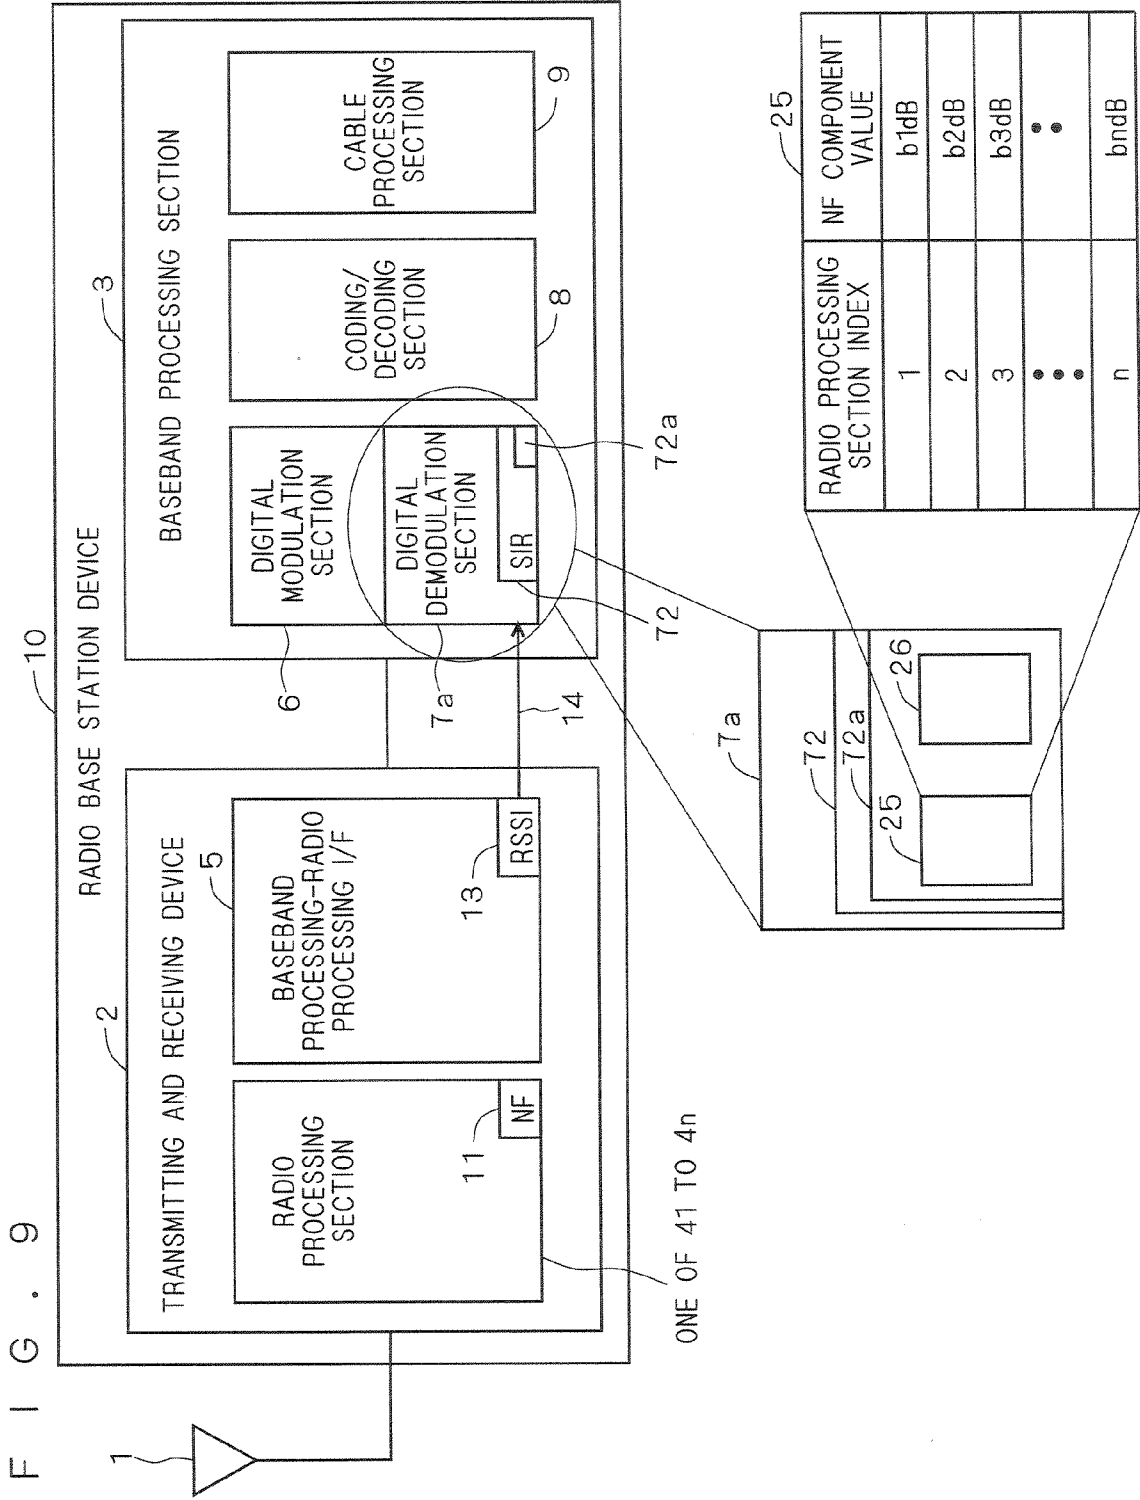 FIG. 9
10
RADIO BASE STATION DEVICE
1
2
TRANSMITTING AND RECEIVING DEVICE
RADIO
PROCESSING
SECTION
11
NF
ONE OF 41 TO 4n
5
BASEBAND
PROCESSING-RADIO
PROCESSING I/F
13
RSSI
14
3
BASEBAND PROCESSING SECTION
6
DIGITAL
MODULATION
SECTION
7a
DIGITAL
DEMODULATION
SECTION
SIR
72
72a
CODING/
DECODING
SECTION
8
CABLE
PROCESSING
SECTION
9
7a
72
72a
25
26
25
RADIO PROCESSING
SECTION INDEX
NF COMPONENT
VALUE
1
b1dB
2
b2dB
3
b3dB
n
bndB